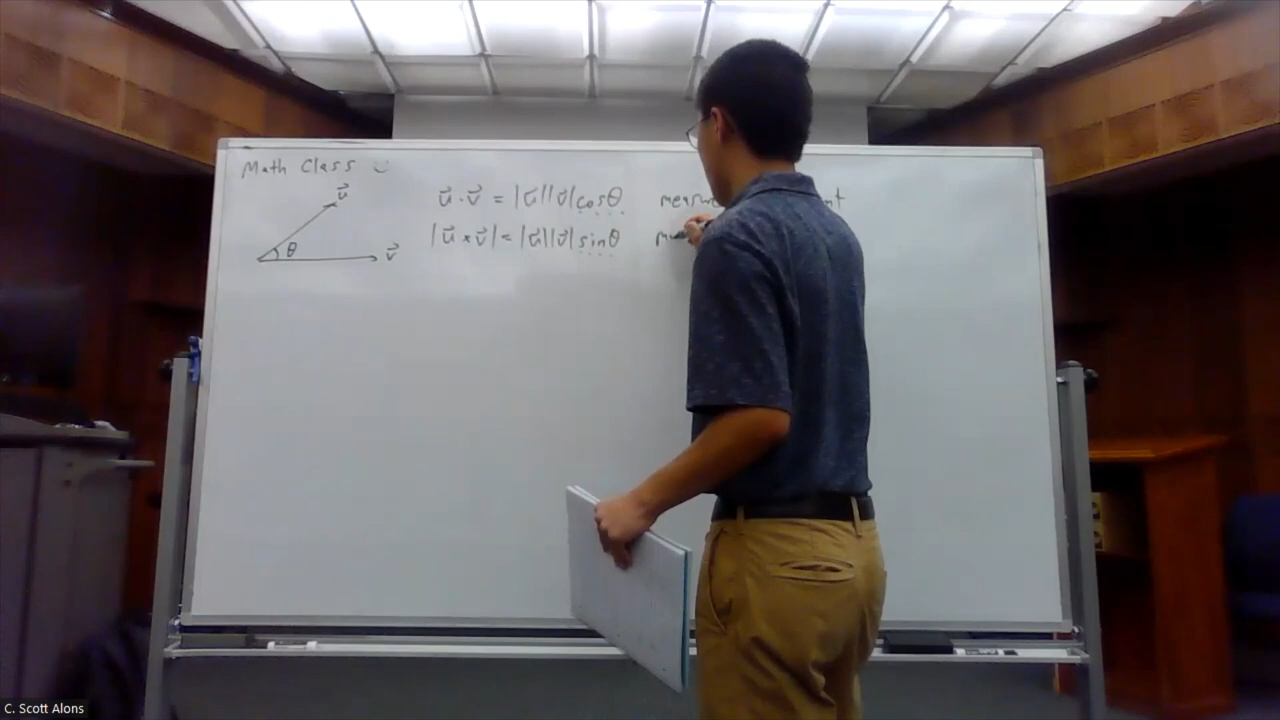 Math Class
u⃗
θ
v⃗
u⃗ · v⃗ = |u⃗||v⃗|cosθ
|u⃗ × v⃗| = |u⃗||v⃗|sinθ
C. Scott Alons